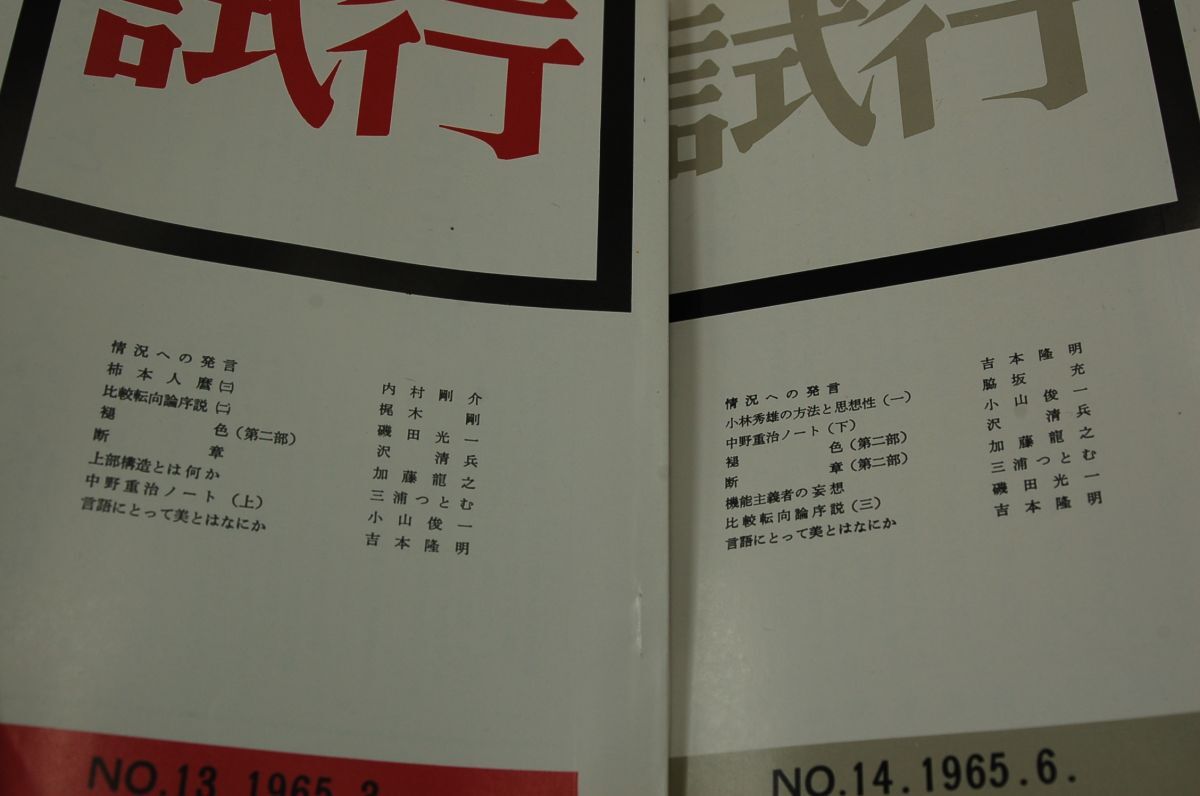 試行
情況への発言 内村剛介
柿本人麿㈢ 梶木剛
比較転向論序説㈡ 磯田光一
褪色(第二部) 沢清兵
断章 加藤龍之
上部構造とは何か 三浦つとむ
中野重治ノート(上) 小山俊一
言語にとって美とはなにか 吉本隆明
NO.13 1965.3
試行
情況への発言 吉本隆明
小林秀雄の方法と思想性(一) 脇坂充
中野重治ノート(下) 小山俊一
褪色(第二部) 沢清兵
断章(第二部) 加藤龍之
機能主義者の妄想 三浦つとむ
比較転向論序説(三) 磯田光一
言語にとって美とはなにか 吉本隆明
NO.14.1965.6.